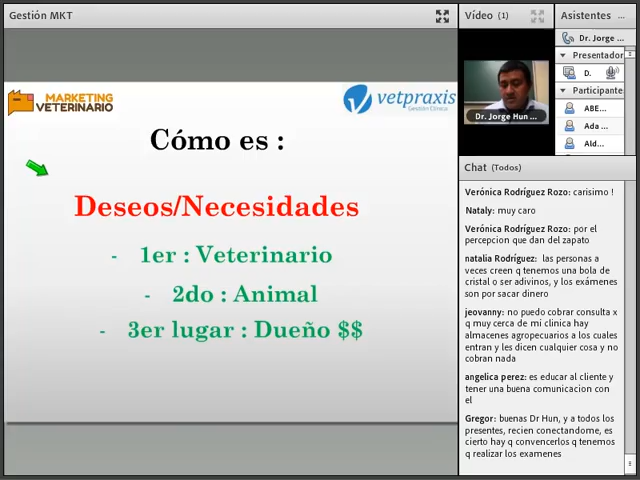 Gestión MKT
MARKETING
VETERINARIO
vetpraxis
Gestión Clínica
Cómo es :
Deseos/Necesidades
- 1er : Veterinario
- 2do : Animal
- 3er lugar : Dueño $$
Vídeo (1)
Dr. Jorge Hun ...
Asistentes ...
Dr. Jorge ...
Presentador
D.
Participante
ABE...
Ada ...
Ald...
Chat (Todos)
Verónica Rodríguez Rozo: carisimo !
Nataly: muy caro
Verónica Rodríguez Rozo: por el
percepcion que dan del zapato
natalia Rodríguez: las personas a
veces creen q tenemos una bola de
cristal o ser adivinos, y los exámenes
son por sacar dinero
jeovanny: no puedo cobrar consulta x
q muy cerca de mi clinica hay
almacenes agropecuarios a los cuales
entran y les dicen cualquier cosa y no
cobran nada
angelica perez: es educar al cliente y
tener una buena comunicacion con
el
Gregor: buenas Dr Hun, y a todos los
presentes, recien conectandome, es
cierto hay q convencerlos q tenemos
q realizar los examenes